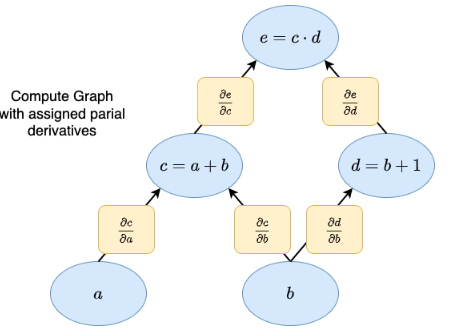 e = c · d
Compute Graph
with assigned parial
derivatives
∂e/∂c
∂e/∂d
c = a + b
d = b + 1
∂c/∂a
∂c/∂b
∂d/∂b
a
b